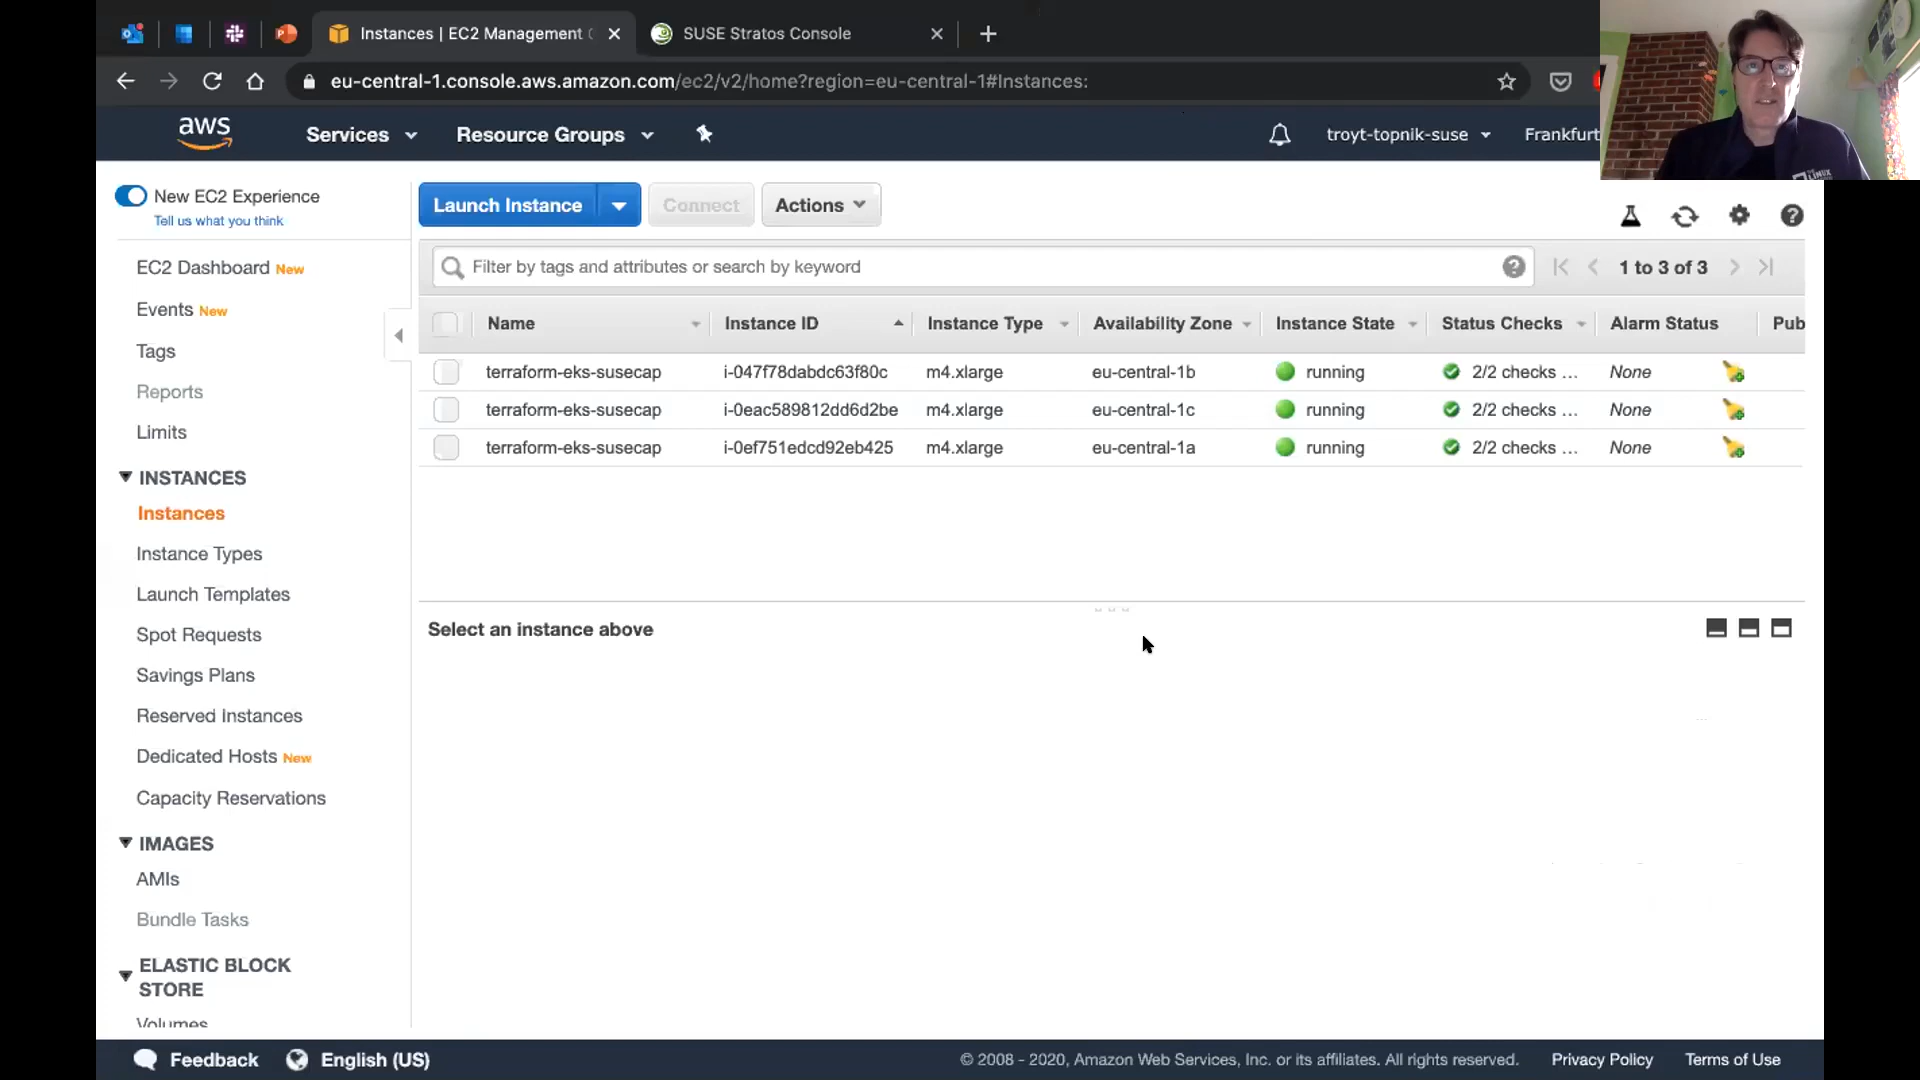 Instances | EC2 Management
SUSE Stratos Console
eu-central-1.console.aws.amazon.com/ec2/v2/home?region=eu-central-1#Instances:
aws
Services
Resource Groups
troyt-topnik-suse
Frankfurt
New EC2 Experience
Tell us what you think
EC2 Dashboard New
Events New
Tags
Reports
Limits
INSTANCES
Instances
Instance Types
Launch Templates
Spot Requests
Savings Plans
Reserved Instances
Dedicated Hosts New
Capacity Reservations
IMAGES
AMIs
Bundle Tasks
ELASTIC BLOCK
STORE
Volumes
Launch Instance
Connect
Actions
Filter by tags and attributes or search by keyword
1 to 3 of 3
Name Instance ID Instance Type Availability Zone Instance State Status Checks Alarm Status Pub
terraform-eks-susecap i-047f78dabdc63f80c m4.xlarge eu-central-1b running 2/2 checks ... None
terraform-eks-susecap i-0eac589812dd6d2be m4.xlarge eu-central-1c running 2/2 checks ... None
terraform-eks-susecap i-0ef751edcd92eb425 m4.xlarge eu-central-1a running 2/2 checks ... None
Select an instance above
Feedback
English (US)
© 2008 - 2020, Amazon Web Services, Inc. or its affiliates. All rights reserved.
Privacy Policy
Terms of Use